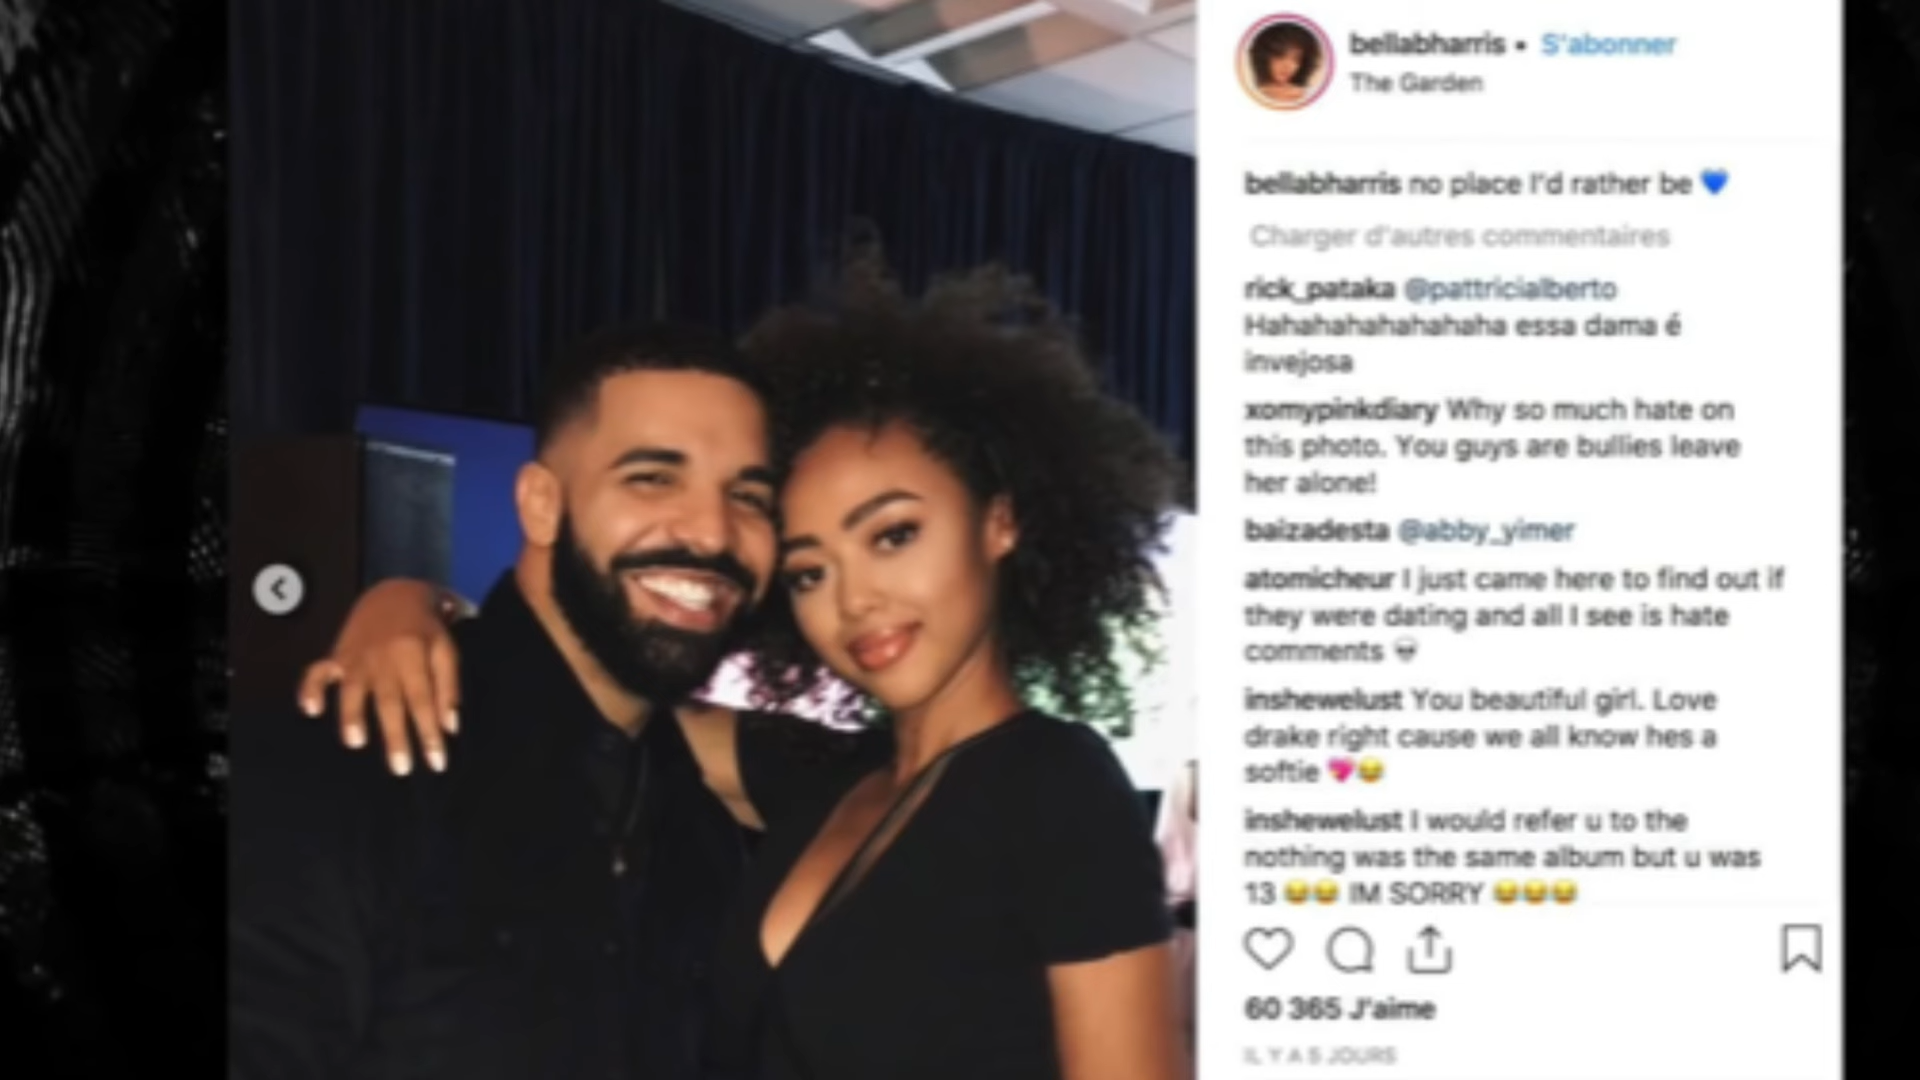 bellabharris • S'abonner
The Garden
bellabharris no place I'd rather be 💙
Charger d'autres commentaires
rick_pataka @pattricialberto
Hahahahahahahaha essa dama é
invejosa
xomypinkdiary Why so much hate on
this photo. You guys are bullies leave
her alone!
baizadesta @abby_yimer
atomicheur I just came here to find out if
they were dating and all I see is hate
comments 💀
inshewelust You beautiful girl. Love
drake right cause we all know hes a
softie 💖😂
inshewelust I would refer u to the
nothing was the same album but u was
13 😂😂 IM SORRY 😂😂😂
60 365 J'aime
IL Y A 5 JOURS